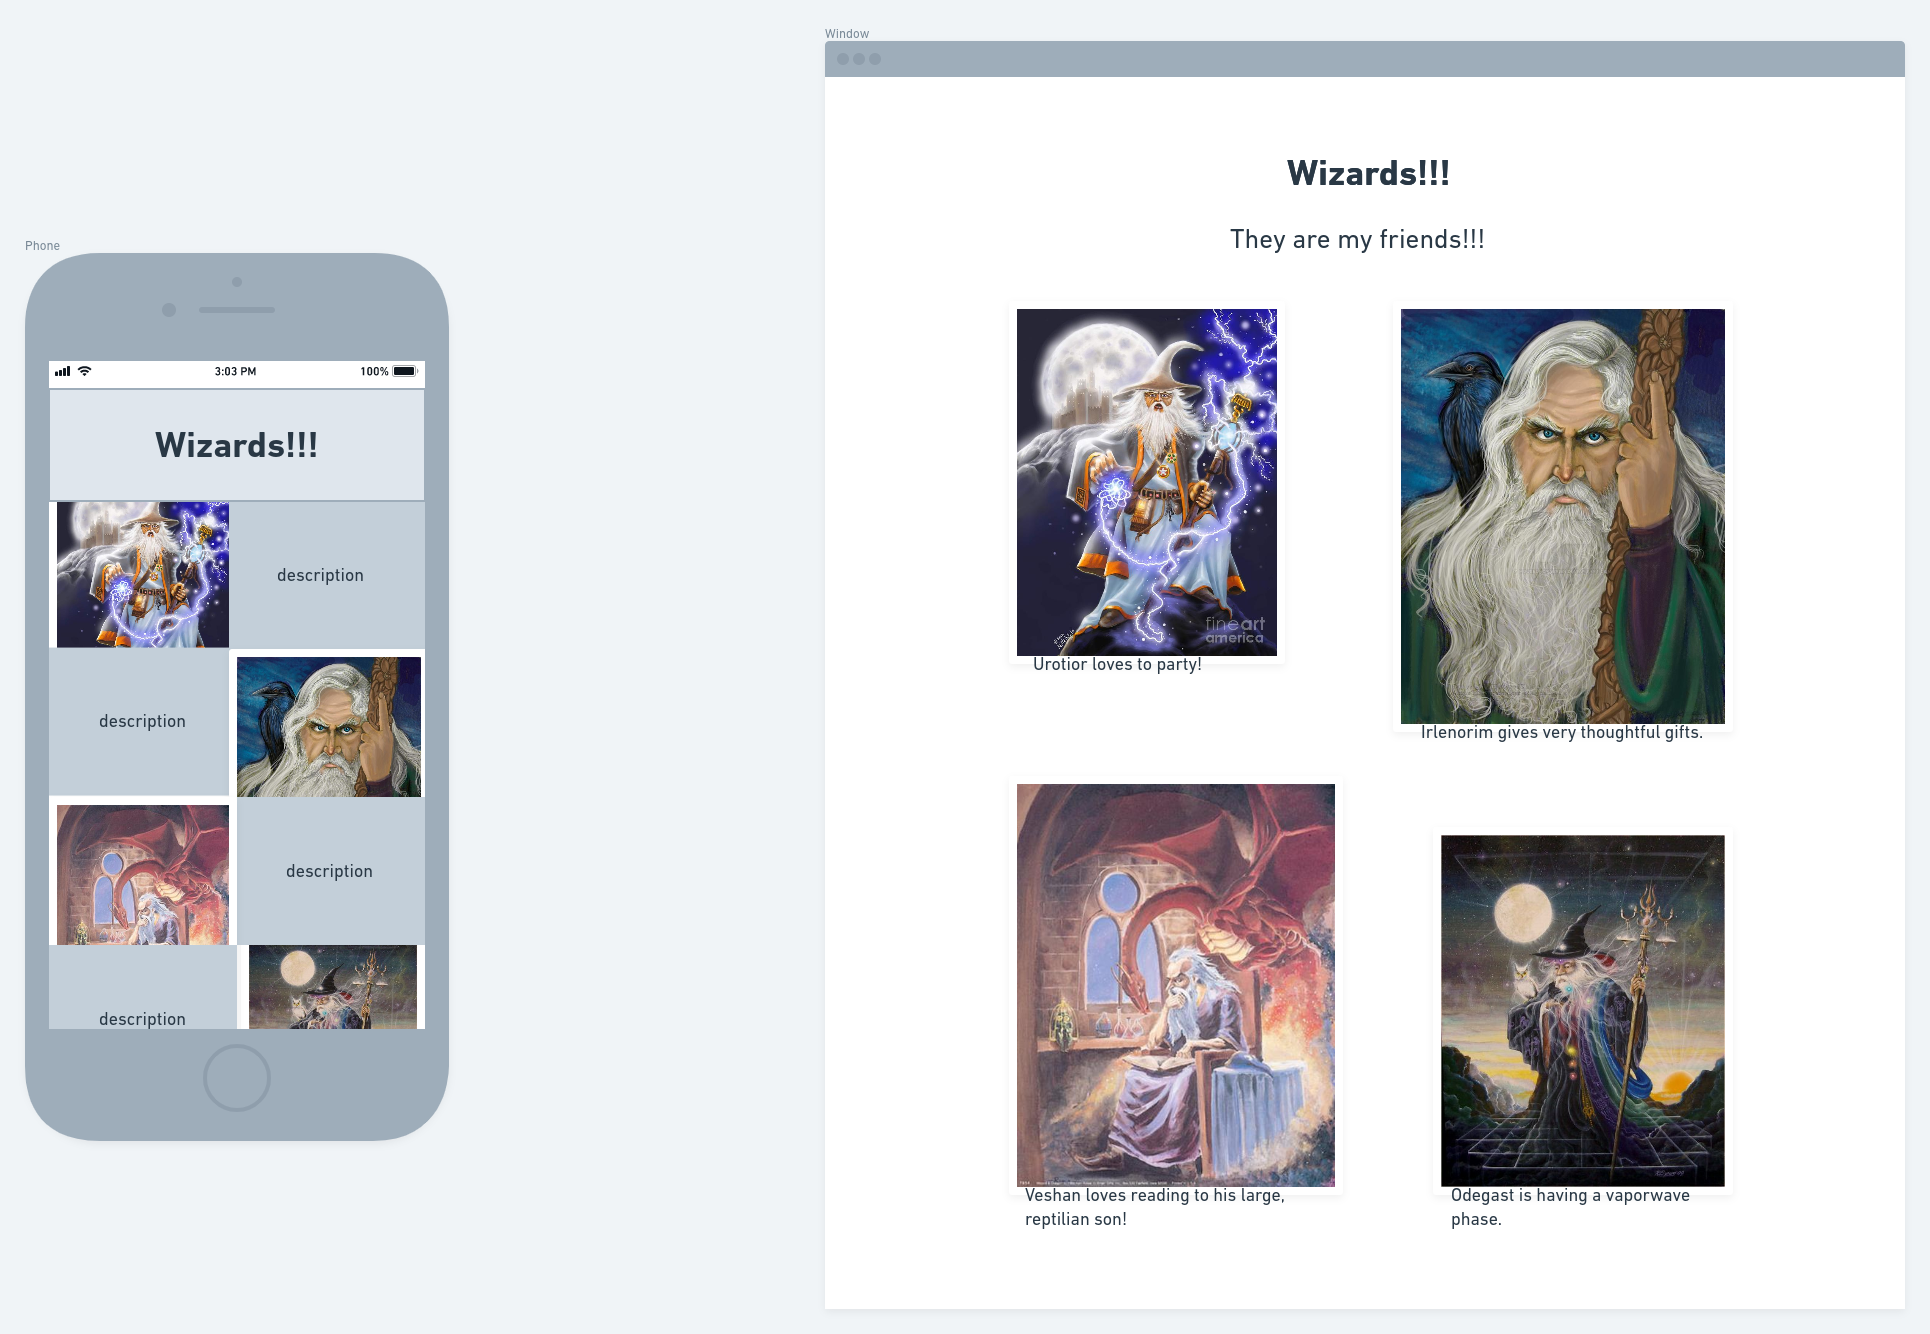 Window
Wizards!!!
They are my friends!!!
Phone
3:03 PM
100%
Wizards!!!
description
description
description
description
fineart
america
Urotior loves to party!
Irlenorim gives very thoughtful gifts.
Veshan loves reading to his large,
reptilian son!
Odegast is having a vaporwave
phase.